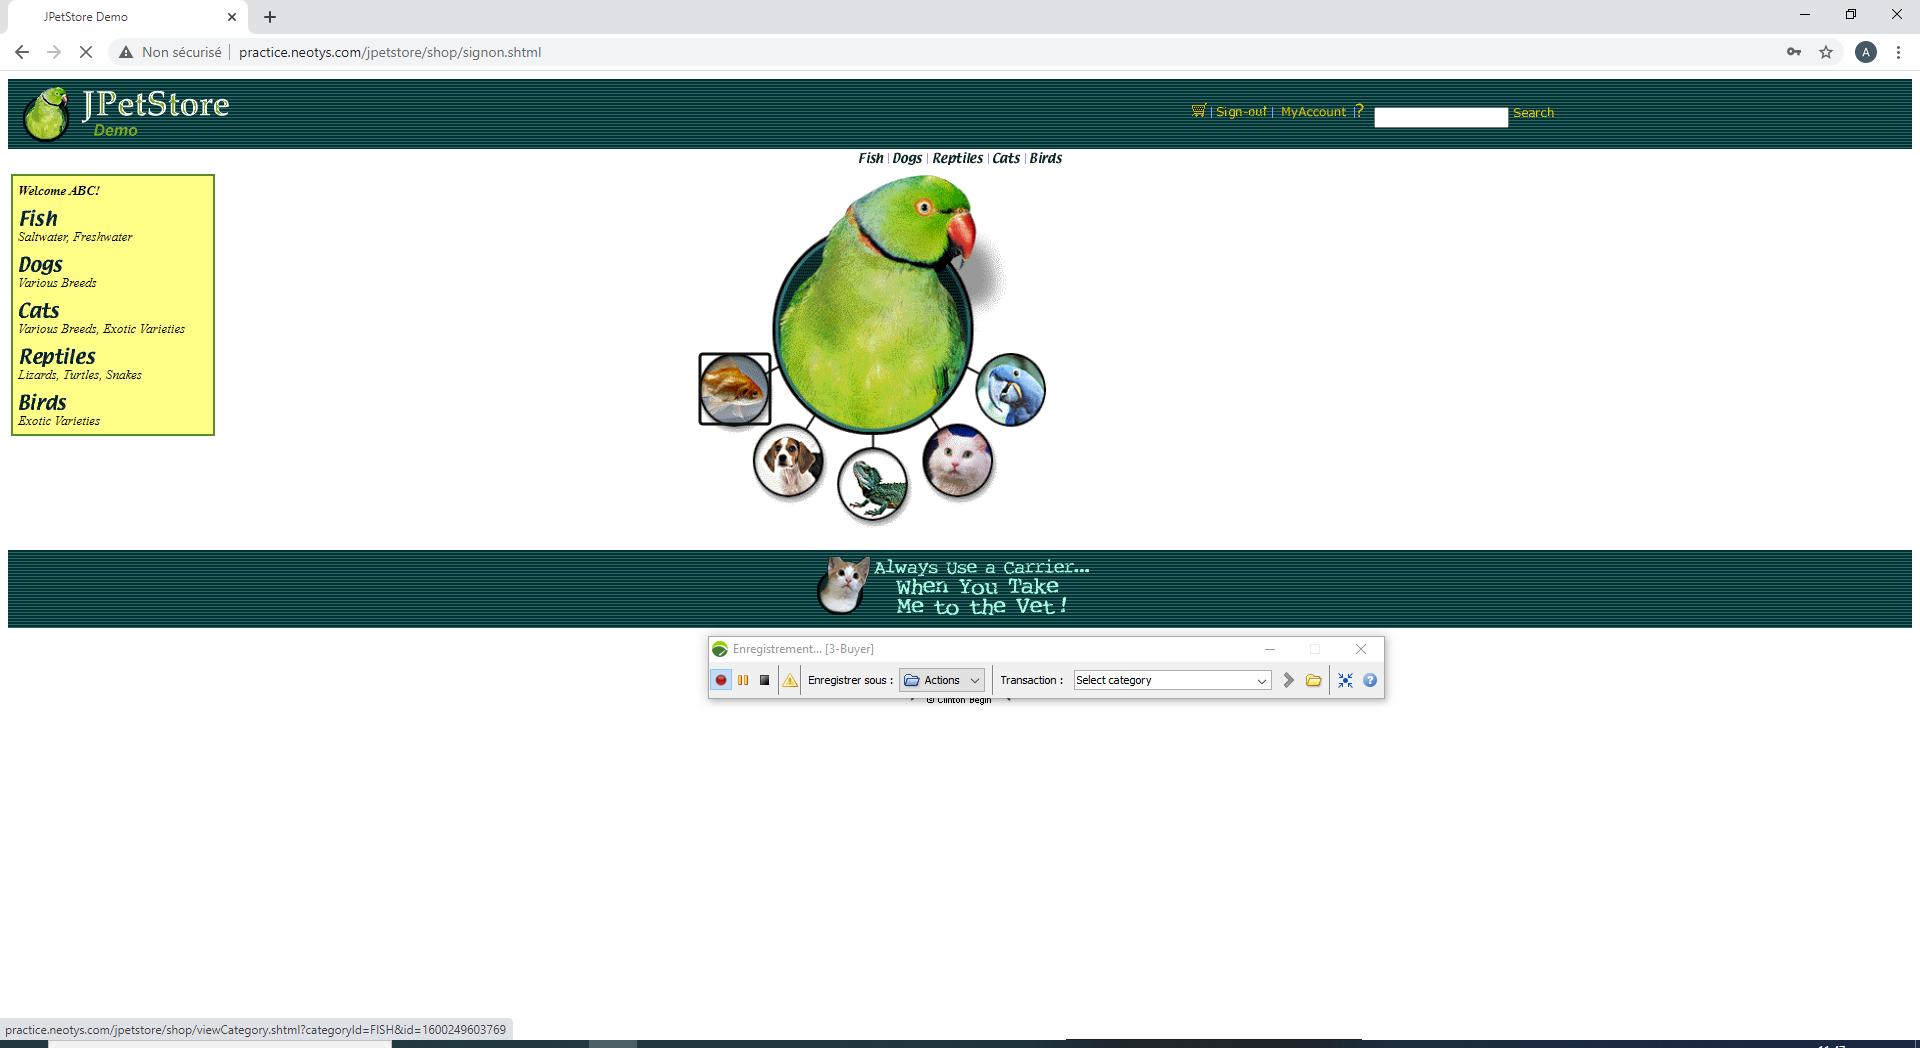 JPetStore Demo
Non sécurisé practice.neotys.com/jpetstore/shop/signon.shtml A
JPetStore
Demo
| Sign-out | MyAccount | ? Search
Fish | Dogs | Reptiles | Cats | Birds
Welcome ABC!
Fish
Saltwater, Freshwater
Dogs
Various Breeds
Cats
Various Breeds, Exotic Varieties
Reptiles
Lizards, Turtles, Snakes
Birds
Exotic Varieties
Always Use a Carrier...
When You Take
Me to the Vet!
Enregistrement... [3-Buyer]
Enregistrer sous : Actions Transaction : Select category
© Clinton Begin
practice.neotys.com/jpetstore/shop/viewCategory.shtml?categoryId=FISH&id=1600249603769